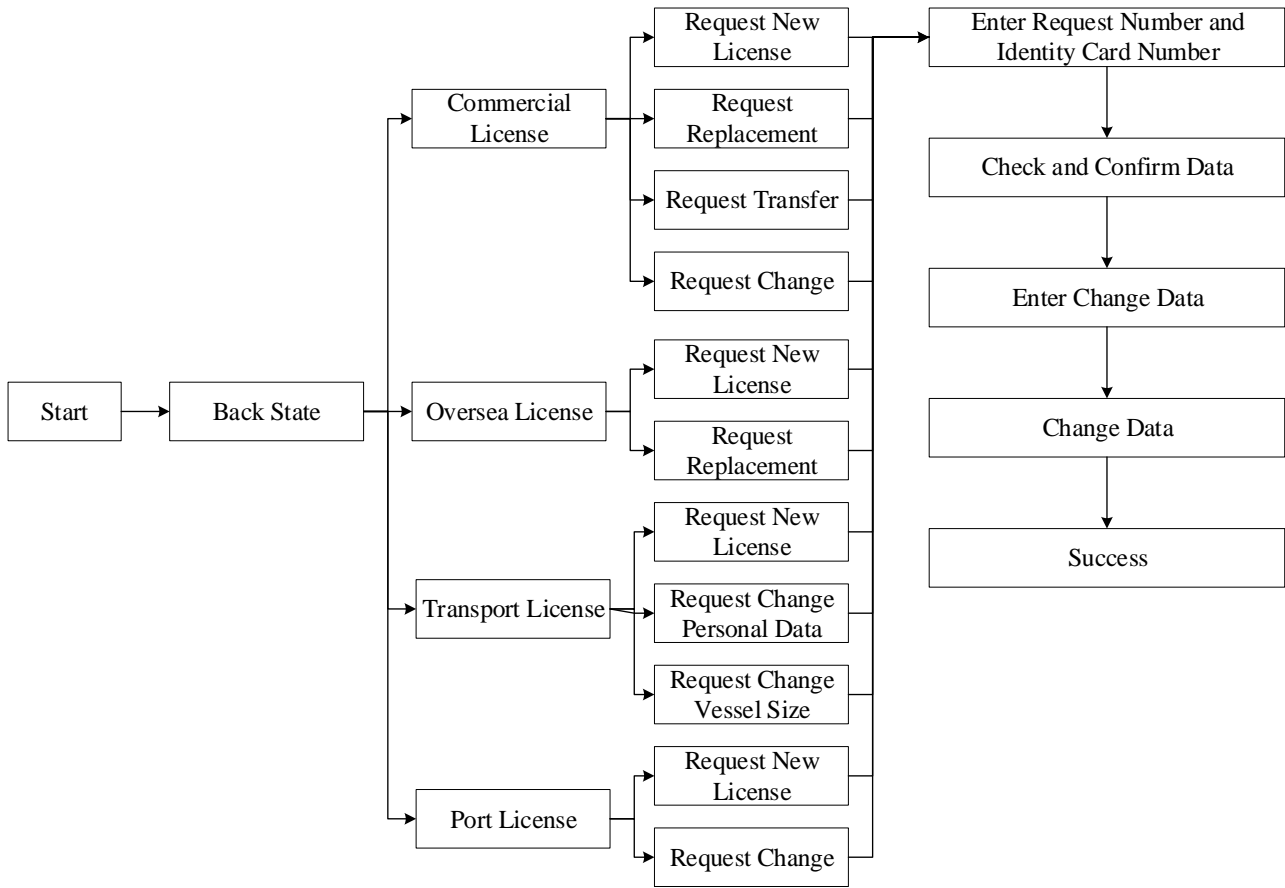 Start
Back State
Commercial
License
Oversea License
Transport License
Port License
Request New
License
Request
Replacement
Request Transfer
Request Change
Request New
License
Request
Replacement
Request New
License
Request Change
Personal Data
Request Change
Vessel Size
Request New
License
Request Change
Enter Request Number and
Identity Card Number
Check and Confirm Data
Enter Change Data
Change Data
Success